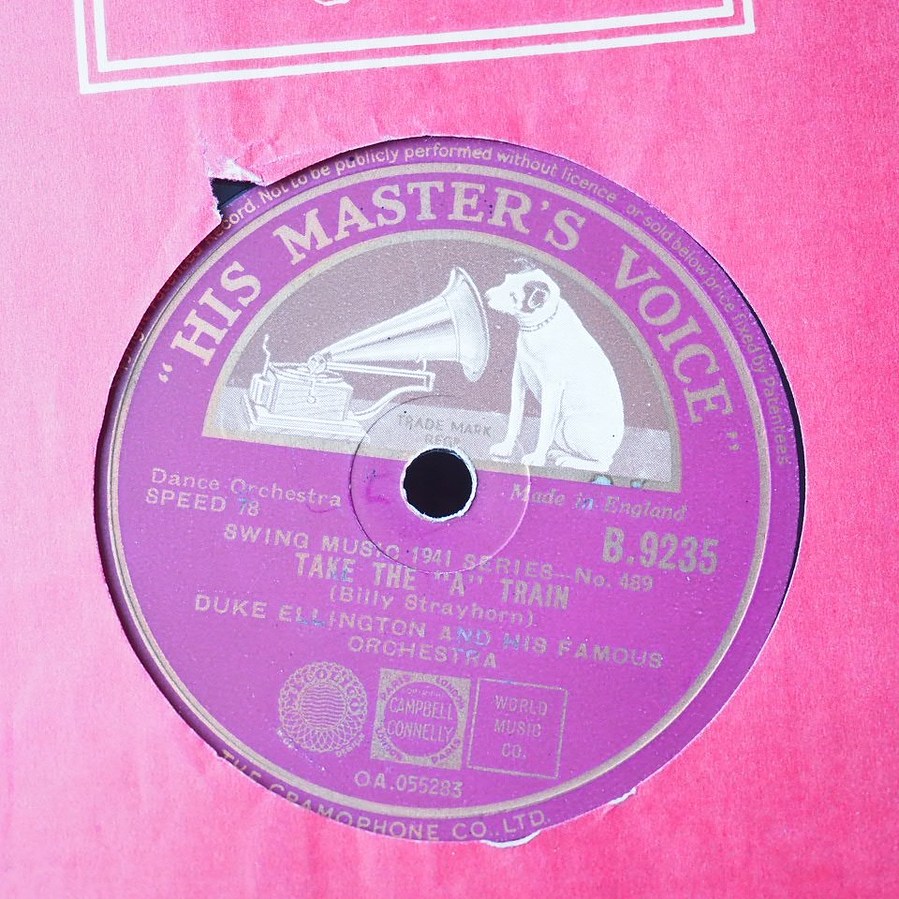 ecord. Not to be publicly performed without licence or sold below price fixed by Patentees
"HIS MASTER'S VOICE"
TRADE MARK
REGD
Dance Orchestra
Made in England
SPEED 78
B.9235
SWING MUSIC 1941 SERIES—No. 489
TAKE THE "A" TRAIN
(Billy Strayhorn)
DUKE ELLINGTON AND HIS FAMOUS
ORCHESTRA
CAMPBELL
CONNELLY
WORLD
MUSIC
CO.
OA.055283
THE GRAMOPHONE CO., LTD.